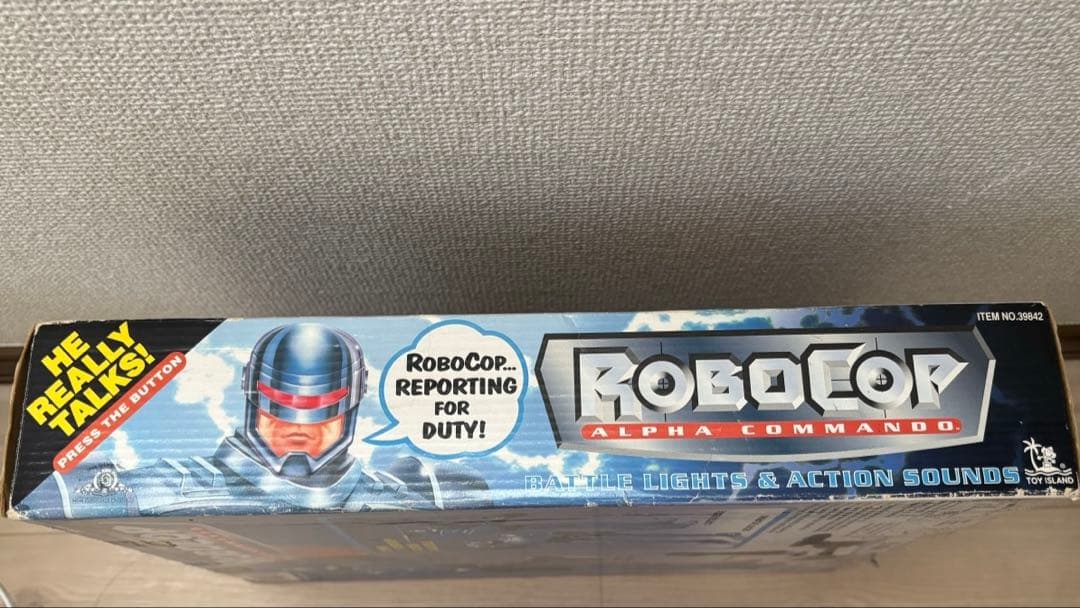 HE
REALLY
TALKS!
PRESS THE BUTTON
ROBOCOP...
REPORTING
FOR
DUTY!
ITEM NO.39842
ROBOCOP
ALPHA COMMANDO
BATTLE LIGHTS & ACTION SOUNDS
TOY ISLAND